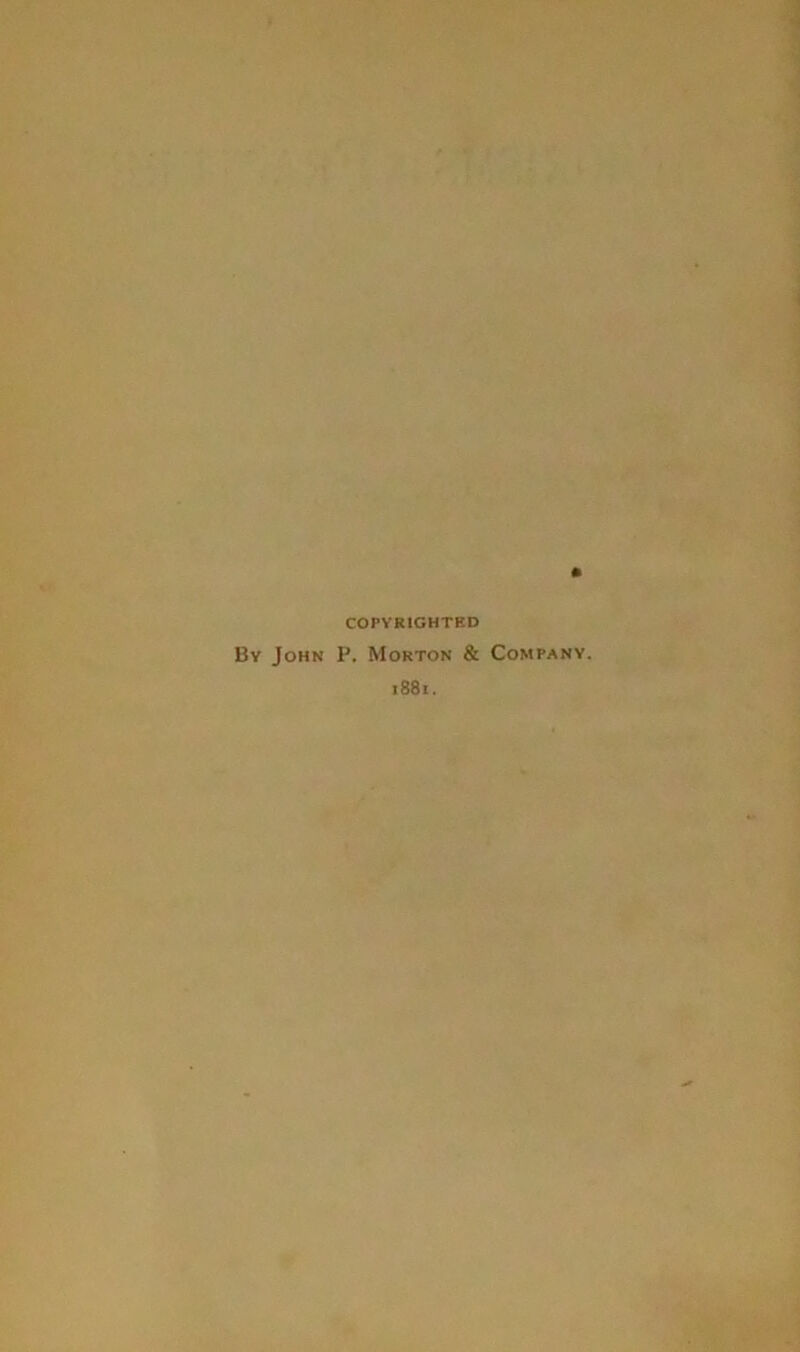 COPYRIGHTED
By John P. Morton & Company.
1881.